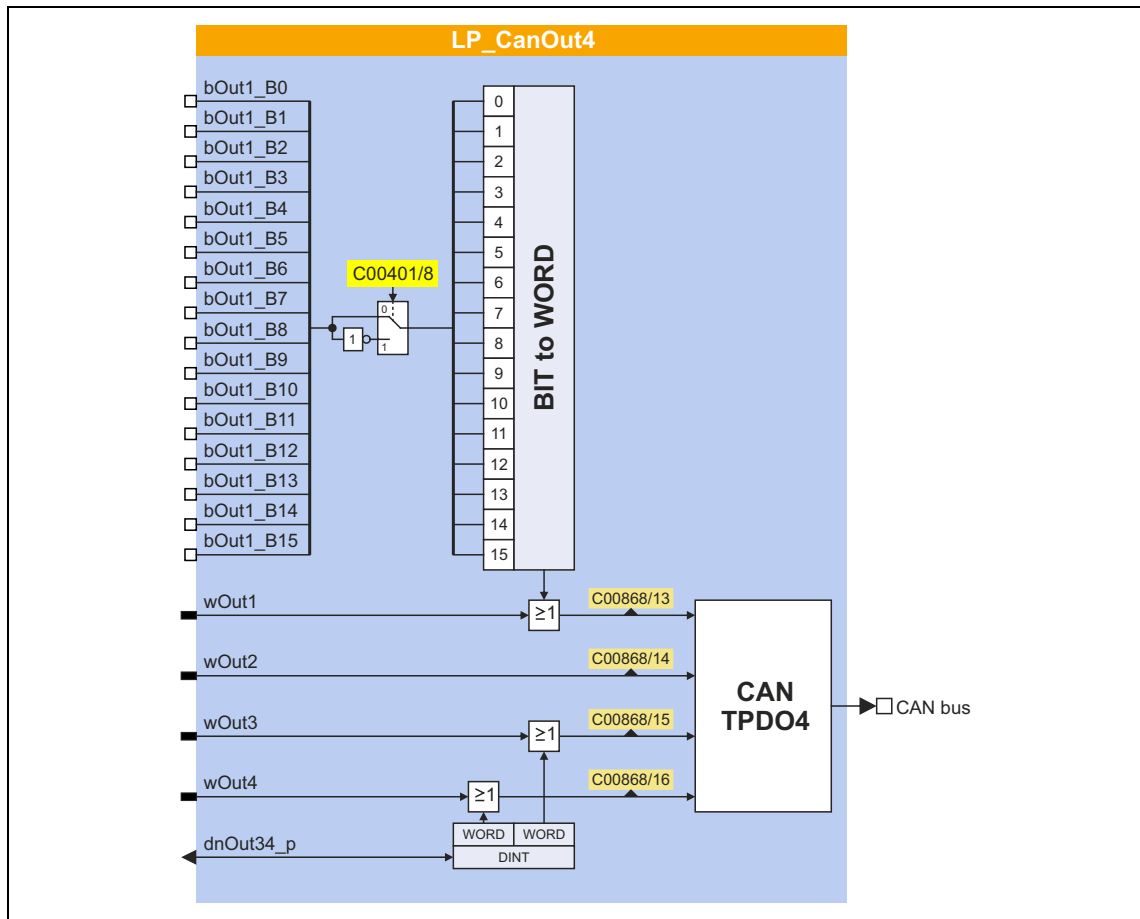 LP_CanOut4
bOut1_B0
bOut1_B1
bOut1_B2
bOut1_B3
bOut1_B4
bOut1_B5
bOut1_B6
bOut1_B7
bOut1_B8
bOut1_B9
bOut1_B10
bOut1_B11
bOut1_B12
bOut1_B13
bOut1_B14
bOut1_B15
C00401/8
0
1
1
0
1
2
3
4
5
6
7
8
9
10
11
12
13
14
15
BIT to WORD
wOut1
≥1
C00868/13
wOut2
C00868/14
wOut3
≥1
C00868/15
wOut4
≥1
C00868/16
dnOut34_p
WORD WORD
DINT
CAN
TPDO4
CAN bus